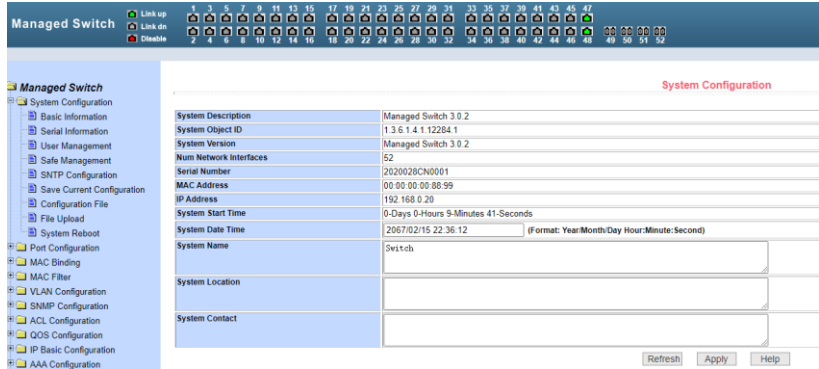 Managed Switch
Link up
Link dn
Disable
1 3 5 7 9 11 13 15 17 19 21 23 25 27 29 31 33 35 37 39 41 43 45 47
2 4 6 8 10 12 14 16 18 20 22 24 26 28 30 32 34 36 38 40 42 44 46 48 49 50 51 52
Managed Switch
System Configuration
Basic Information
Serial Information
User Management
Safe Management
SNTP Configuration
Save Current Configuration
Configuration File
File Upload
System Reboot
Port Configuration
MAC Binding
MAC Filter
VLAN Configuration
SNMP Configuration
ACL Configuration
QOS Configuration
IP Basic Configuration
AAA Configuration
System Configuration
System Description Managed Switch 3.0.2
System Object ID 1.3.6.1.4.1.12284.1
System Version Managed Switch 3.0.2
Num Network Interfaces 52
Serial Number 2020028CN0001
MAC Address 00:00:00:00:88:99
IP Address 192.168.0.20
System Start Time 0-Days 0-Hours 9-Minutes 41-Seconds
System Date Time 2067/02/15 22:36:12 (Format: Year/Month/Day Hour:Minute:Second)
System Name Switch
System Location
System Contact
Refresh Apply Help